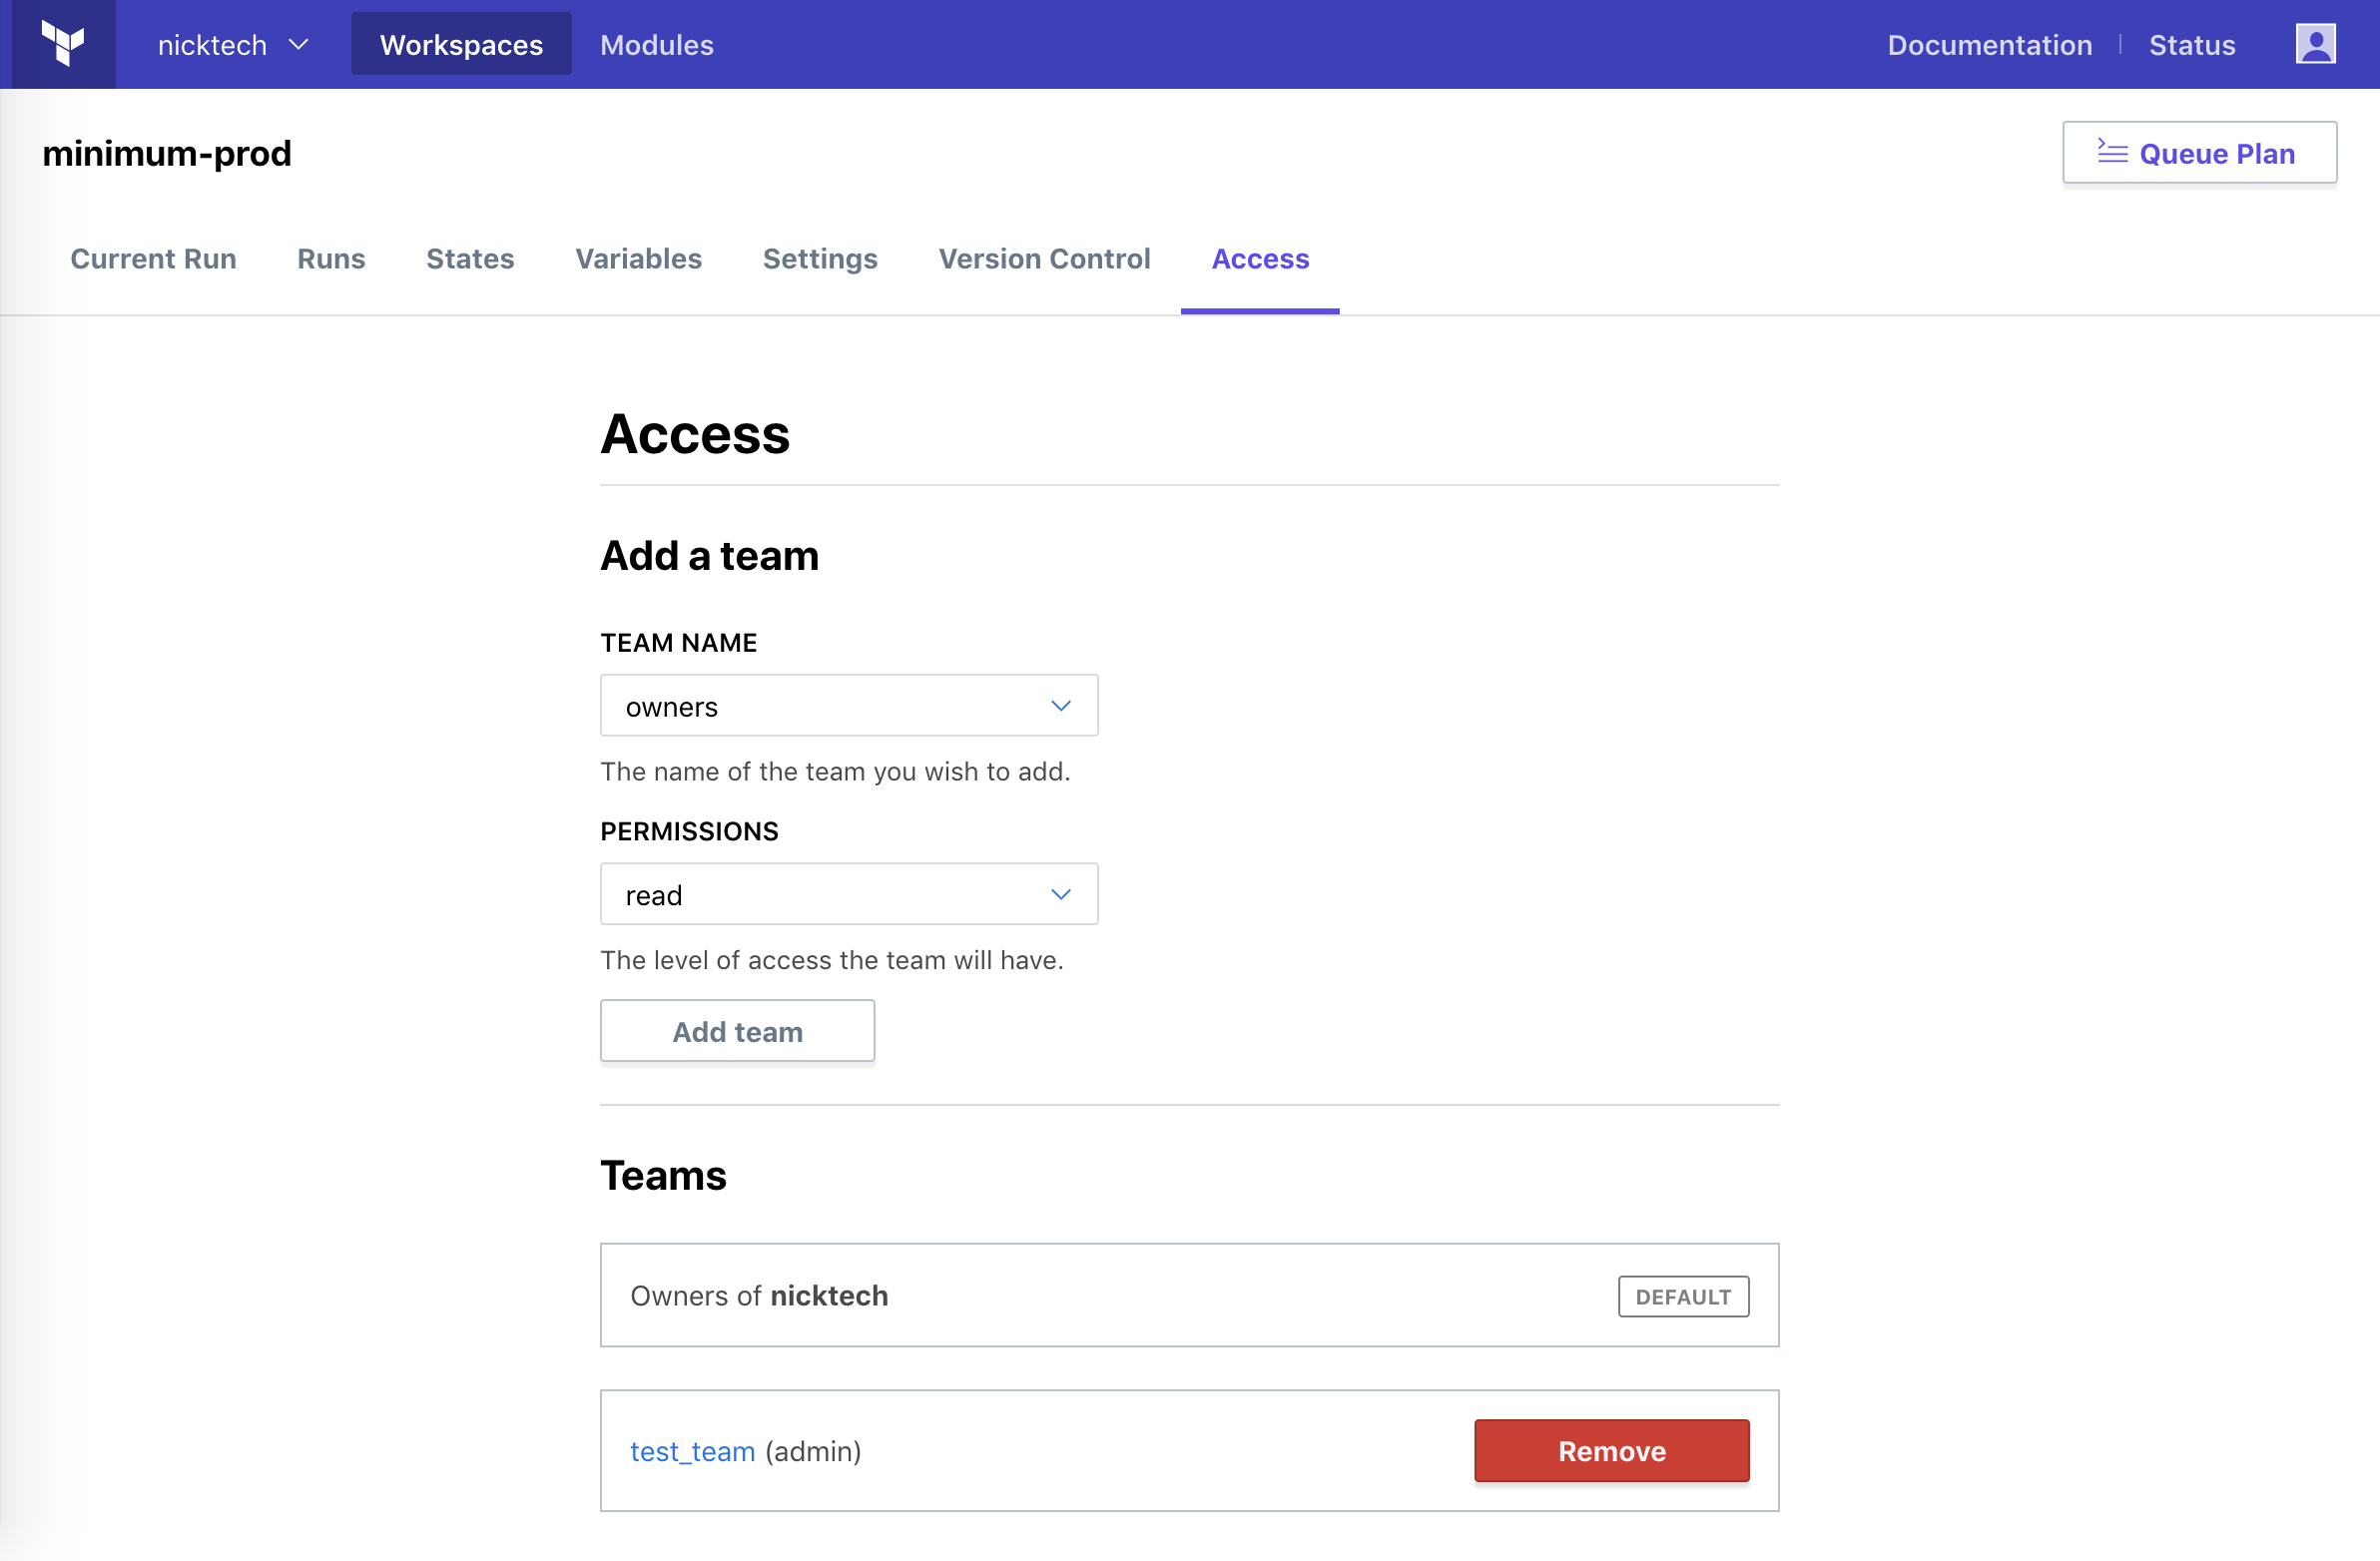 nicktech Workspaces Modules Documentation Status
minimum-prod Queue Plan
Current Run Runs States Variables Settings Version Control Access
Access
Add a team
TEAM NAME
owners
The name of the team you wish to add.
PERMISSIONS
read
The level of access the team will have.
Add team
Teams
Owners of nicktech DEFAULT
test_team (admin) Remove